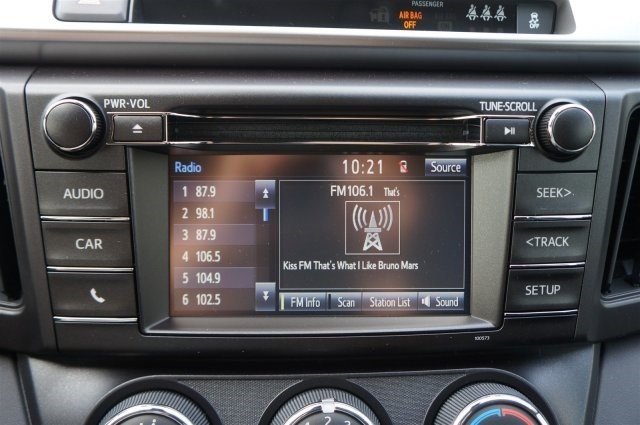 PASSENGER
AIR BAG
OFF
PWR•VOL
TUNE•SCROLL
Radio 10:21 Source
1 87.9
2 98.1
3 87.9
4 106.5
5 104.9
6 102.5
FM106.1 That's
Kiss FM That's What I Like Bruno Mars
FM Info Scan Station List Sound
AUDIO
CAR
SEEK>
<TRACK
SETUP
100573